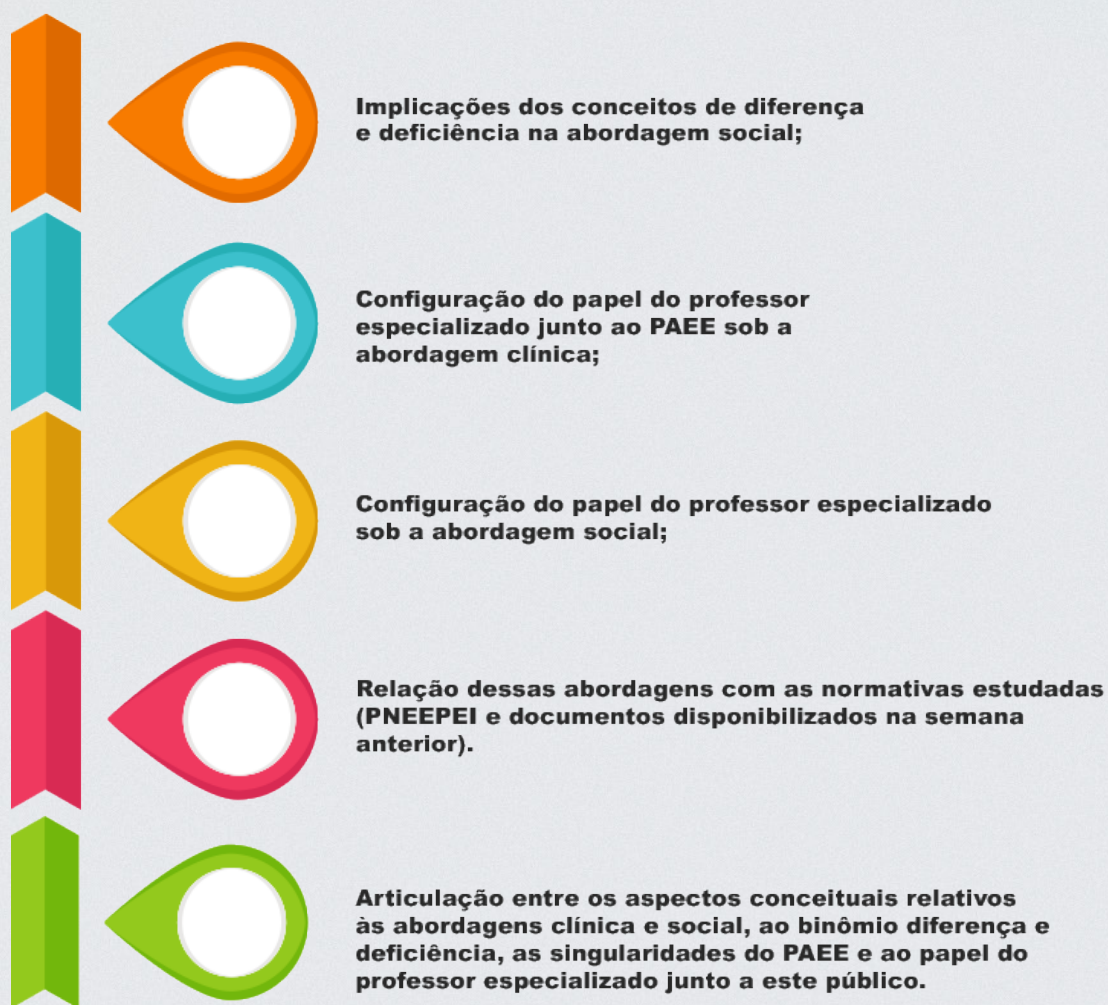 Implicações dos conceitos de diferença
e deficiência na abordagem social;
Configuração do papel do professor
especializado junto ao PAEE sob a
abordagem clínica;
Configuração do papel do professor especializado
sob a abordagem social;
Relação dessas abordagens com as normativas estudadas
(PNEEPEI e documentos disponibilizados na semana
anterior).
Articulação entre os aspectos conceituais relativos
às abordagens clínica e social, ao binômio diferença e
deficiência, as singularidades do PAEE e ao papel do
professor especializado junto a este público.